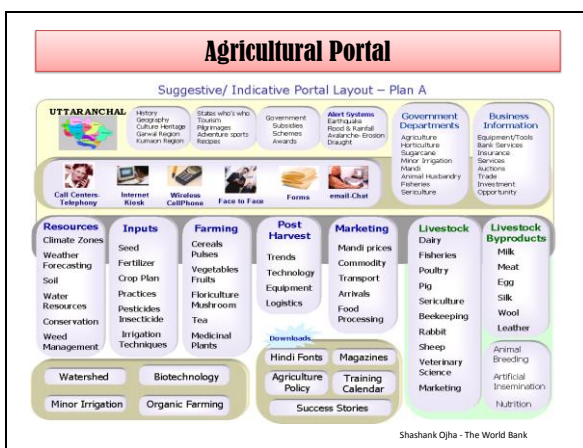 Agricultural Portal
Suggestive/ Indicative Portal Layout – Plan A
UTTARANCHAL
History
Geography
Culture Heritage
Garwal Region
Kumaon Region
States who's who
Tourism
Pilgrimages
Adventure sports
Recipes
Government
Subsidies
Schemes
Awards
Alert Systems
Earthquake
Flood & Rainfall
Avalanche- Erosion
Draught
Government
Departments
Agriculture
Horticulture
Sugarcane
Minor Irrigation
Mandi
Animal Husbandry
Fisheries
Sericulture
Business
Information
Equipment/Tools
Bank Services
Insurance
Services
Auctions
Trade
Investment
Opportunity
Call Centers-
Telephony
Internet
Kiosk
Wireless
CellPhone
Face to Face
Forms
email-Chat
Resources
Climate Zones
Weather
Forecasting
Soil
Water
Resources
Conservation
Weed
Management
Inputs
Seed
Fertilizer
Crop Plan
Practices
Pesticides
Insecticide
Irrigation
Techniques
Farming
Cereals
Pulses
Vegetables
Fruits
Floriculture
Mushroom
Tea
Medicinal
Plants
Post
Harvest
Trends
Technology
Equipment
Logistics
Marketing
Mandi prices
Commodity
Transport
Arrivals
Food
Processing
Livestock
Dairy
Fisheries
Poultry
Pig
Sericulture
Beekeeping
Rabbit
Sheep
Veterinary
Science
Marketing
Livestock
Byproducts
Milk
Meat
Egg
Silk
Wool
Leather
Animal
Breeding
Artificial
Insemination
Nutrition
Watershed
Biotechnology
Minor Irrigation
Organic Farming
Downloads
Hindi Fonts
Magazines
Agriculture
Policy
Training
Calendar
Success Stories
Shashank Ojha - The World Bank